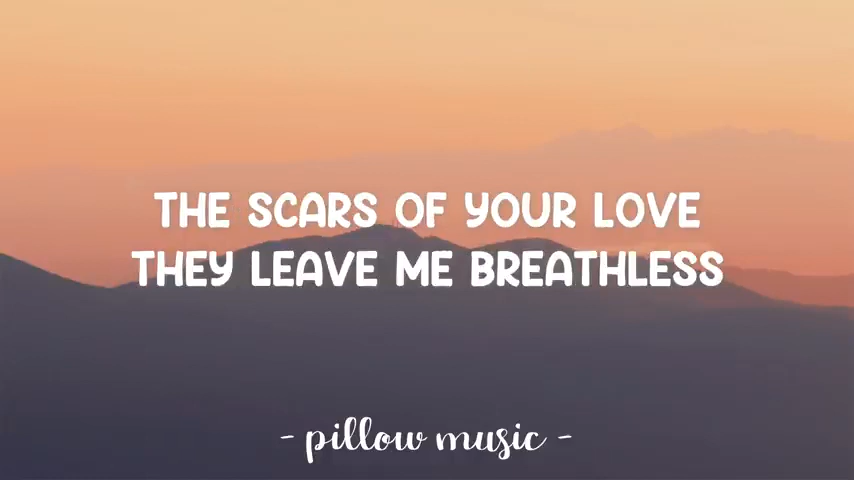 THE SCARS OF YOUR LOVE
THEY LEAVE ME BREATHLESS
- pillow music -